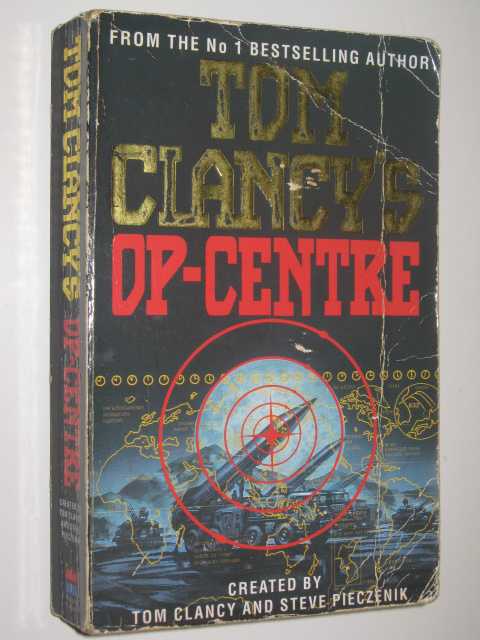 FROM THE No 1 BESTSELLING AUTHOR
TOM
CLANCY'S
OP-CENTRE
CREATED BY
TOM CLANCY AND STEVE PIECZENIK
TOM CLANCY'S
OP-CENTRE